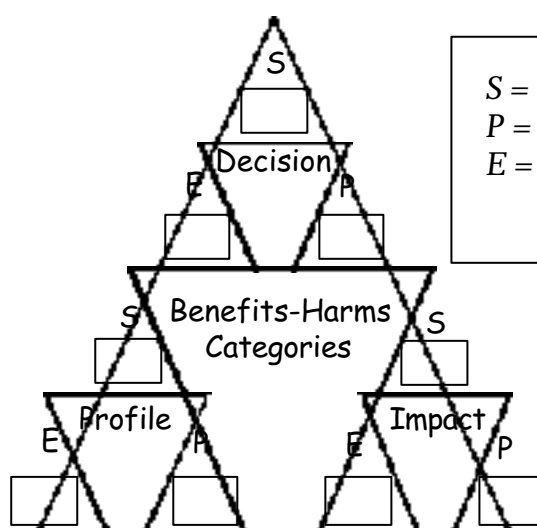 S
S =
P =
E =
Decision
E
P
Benefits-Harms
Categories
S
S
Profile
Impact
E
P
E
P